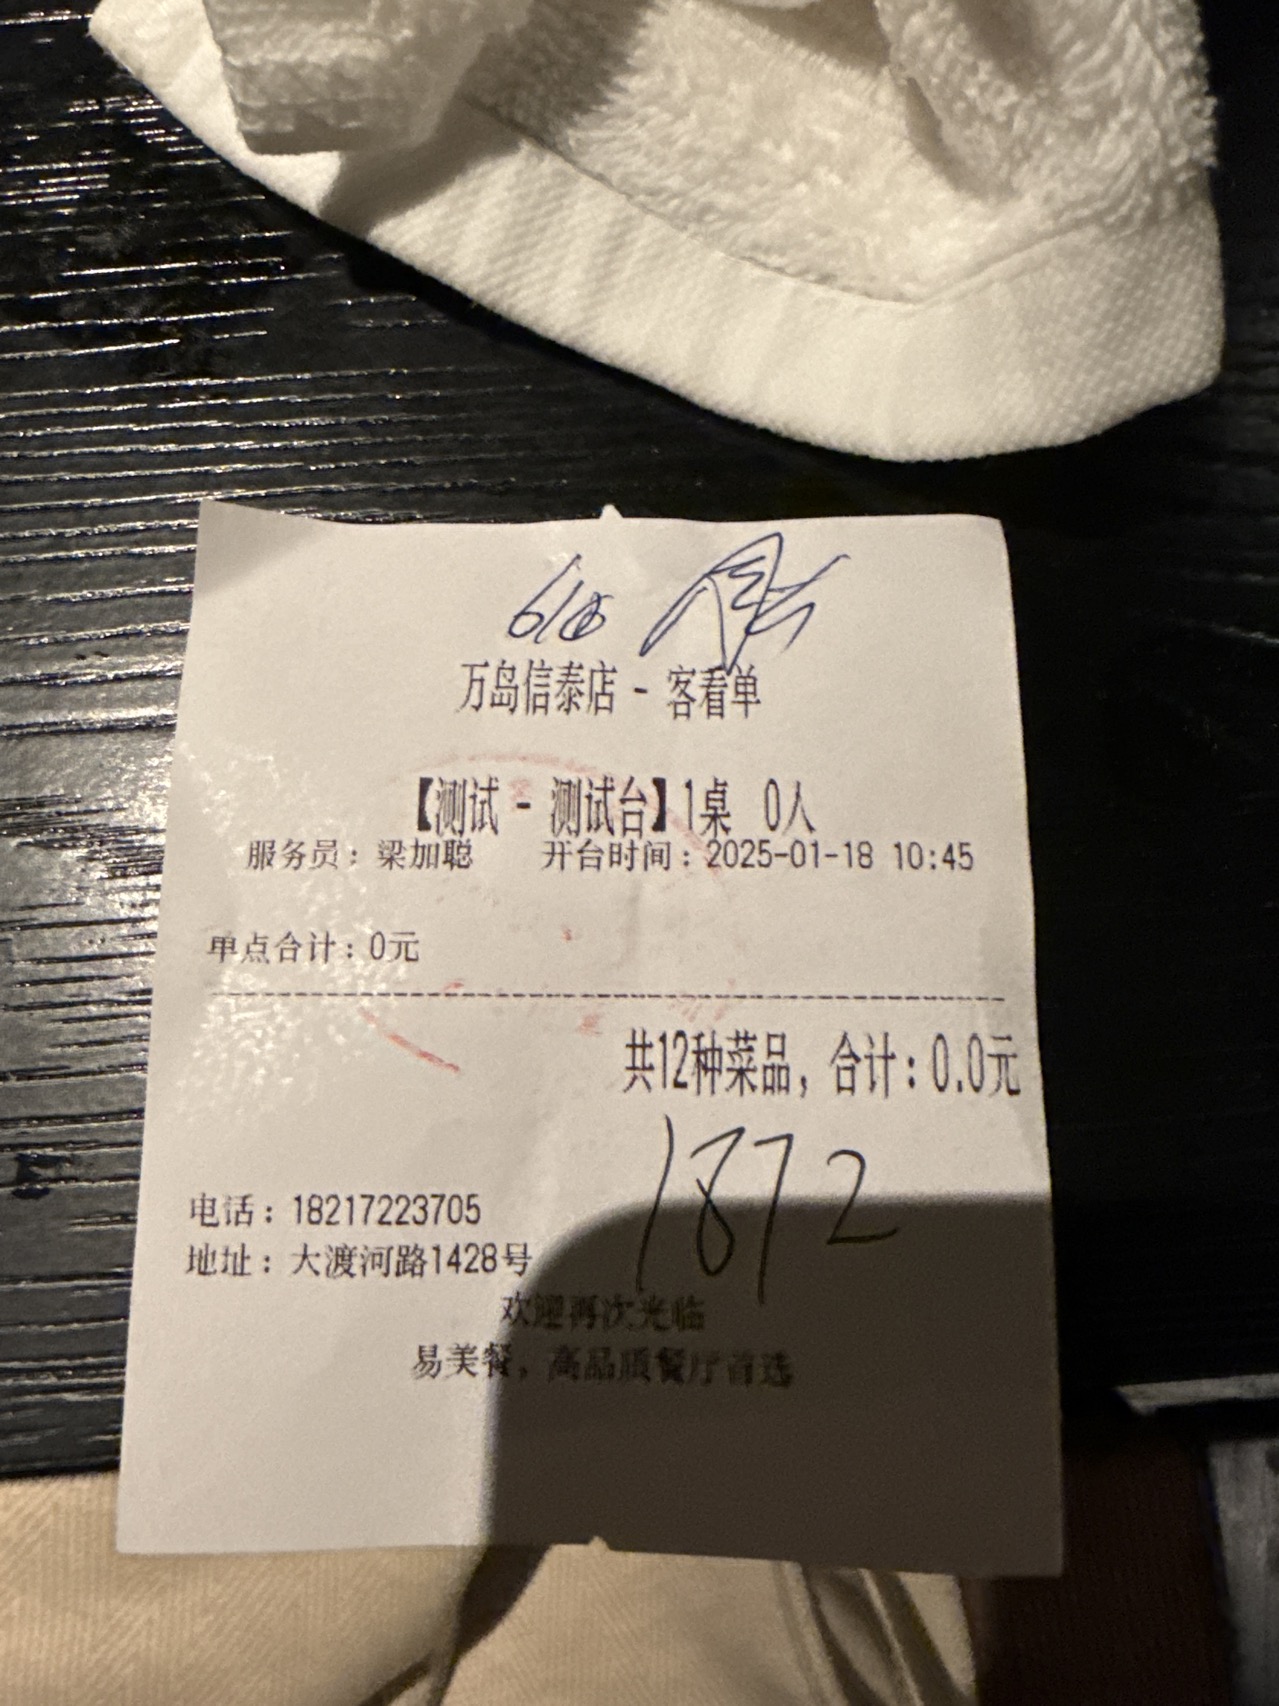 万岛信泰店 - 客看单
【测试 - 测试台】1桌 0人
服务员：梁加聪 开台时间：2025-01-18 10:45
单点合计：0元
共12种菜品，合计：0.0元
1872
电话：18217223705
地址：大渡河路1428号
欢迎再次光临
易美餐，高品质餐厅首选